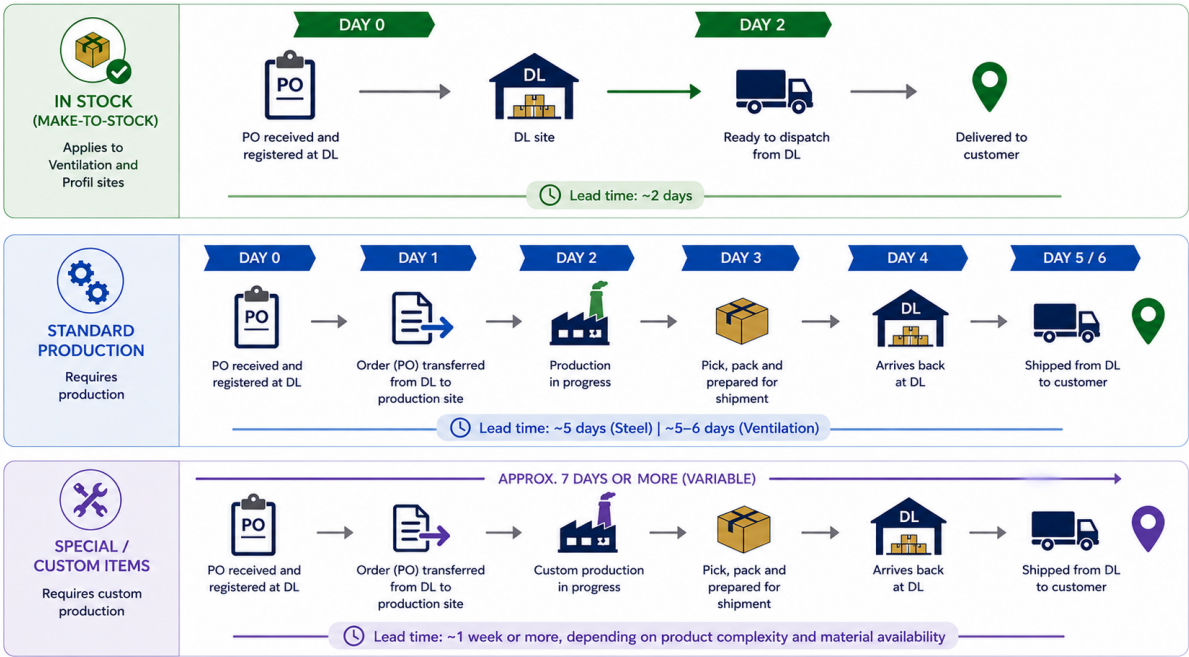 DAY 0
DAY 2
PO
DL
IN STOCK
(MAKE-TO-STOCK)
Applies to
Ventilation and
Profil sites
PO received and
registered at DL
DL site
Ready to dispatch
from DL
Delivered to
customer
Lead time: ~2 days
DAY 0
DAY 1
DAY 2
DAY 3
DAY 4
DAY 5 / 6
PO
DL
STANDARD
PRODUCTION
Requires
production
PO received and
registered at DL
Order (PO) transferred
from DL to
production site
Production
in progress
Pick, pack and
prepared for
shipment
Arrives back
at DL
Shipped from DL
to customer
Lead time: ~5 days (Steel) | ~5–6 days (Ventilation)
APPROX. 7 DAYS OR MORE (VARIABLE)
PO
DL
SPECIAL /
CUSTOM ITEMS
Requires custom
production
PO received and
registered at DL
Order (PO) transferred
from DL to
production site
Custom production
in progress
Pick, pack and
prepared for
shipment
Arrives back
at DL
Shipped from DL
to customer
Lead time: ~1 week or more, depending on product complexity and material availability